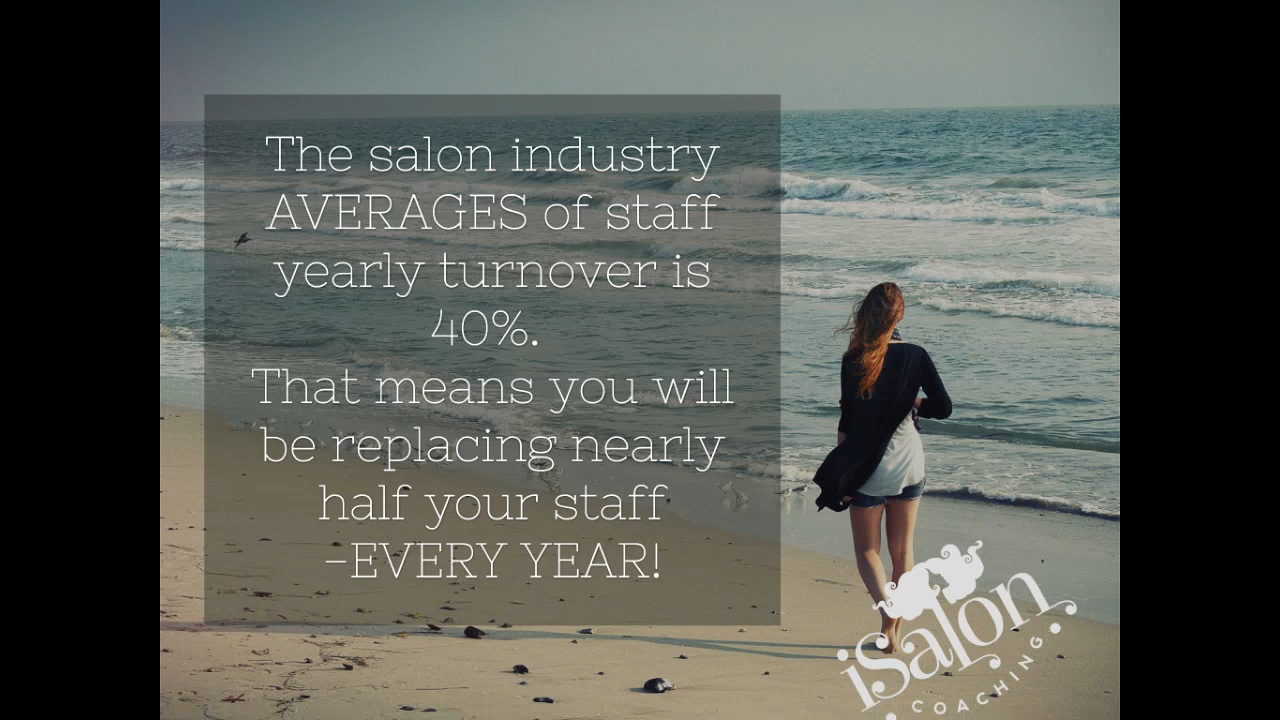 The salon industry
AVERAGES of staff
yearly turnover is
40%.
That means you will
be replacing nearly
half your staff
-EVERY YEAR!
iSalon
COACHING